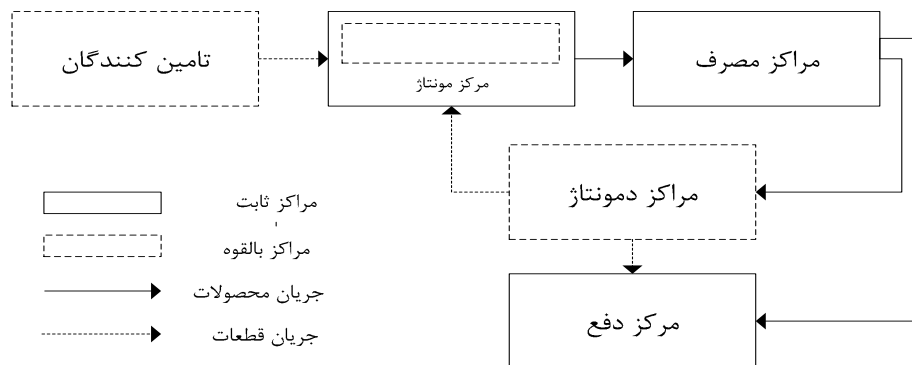 تامین کنندگان
مرکز مونتاژ
مراکز مصرف
مراکز دمونتاژ
مرکز دفع
مراکز ثابت
مراکز بالقوه
جریان محصولات
جریان قطعات